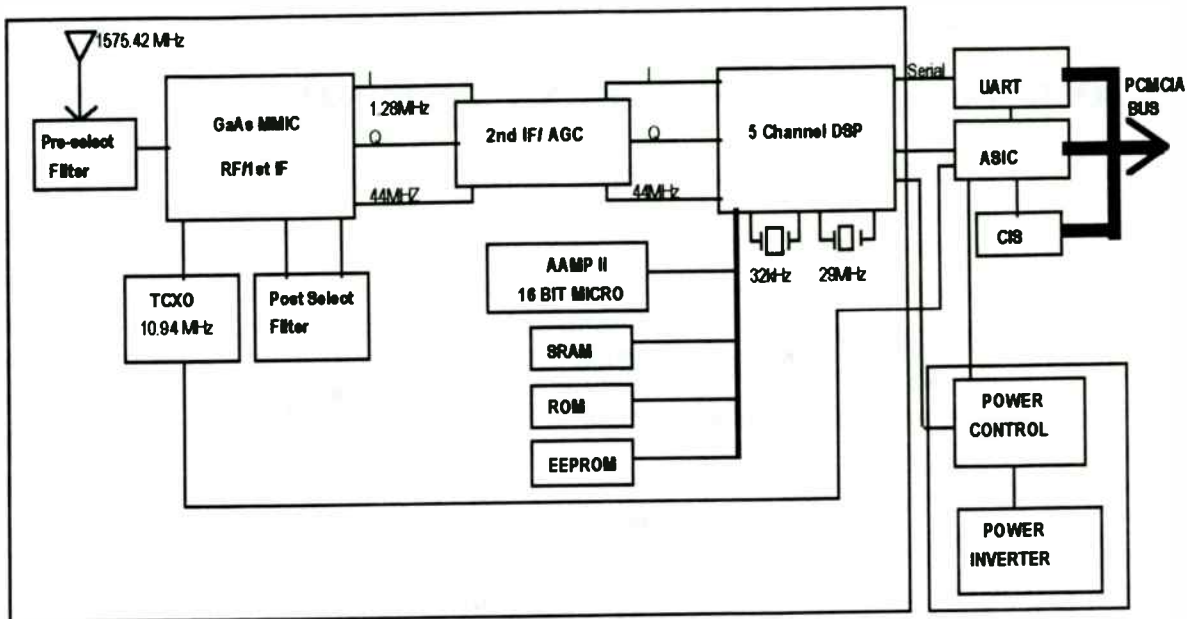 1575.42 MHz
Pre-select
Filter
GaAs MMIC
RF/1st IF
I
1.28MHz
Q
44MHZ
2nd IF/ AGC
I
Q
44MHz
5 Channel DSP
Serial
UART
ASIC
CIS
PCMCIA
BUS
TCXO
10.94 MHz
Post Select
Filter
AAMP II
16 BIT MICRO
SRAM
ROM
EEPROM
32kHz
29MHz
POWER
CONTROL
POWER
INVERTER